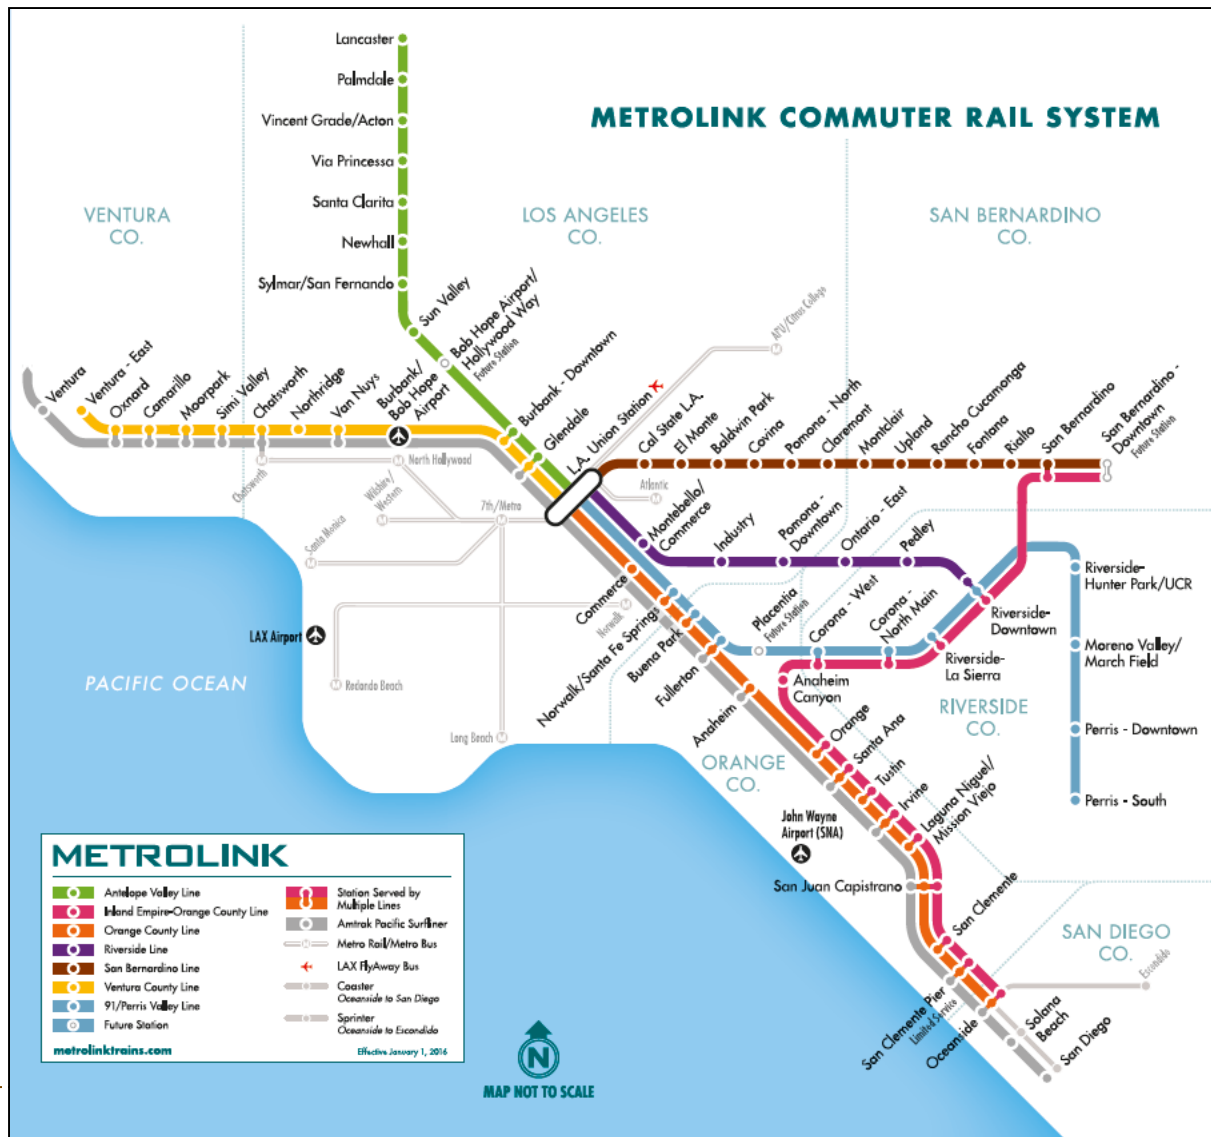 METROLINK COMMUTER RAIL SYSTEM
VENTURA
CO.
LOS ANGELES
CO.
SAN BERNARDINO
CO.
Lancaster
Palmdale
Vincent Grade/Acton
Via Princessa
Santa Clarita
Newhall
Sylmar/San Fernando
Sun Valley
Bob Hope Airport/
Hollywood Way
Future Station
Burbank - Downtown
Glendale
L.A. Union Station
APU/Citrus College
Ventura
Ventura - East
Oxnard
Camarillo
Moorpark
Simi Valley
Chatsworth
Northridge
Van Nuys
Burbank/
Bob Hope
Airport
Cal State L.A.
El Monte
Baldwin Park
Covina
Pomona - North
Claremont
Montclair
Upland
Rancho Cucamonga
Fontana
Rialto
San Bernardino
San Bernardino -
Downtown
Future Station
Chatsworth
North Hollywood
Wilshire/
Western
7th/Metro
Santa Monica
Atlantic
Norwalk
Redondo Beach
Long Beach
LAX Airport
PACIFIC OCEAN
Montebello/
Commerce
Industry
Pomona -
Downtown
Ontario - East
Pedley
Riverside-
Downtown
Riverside-
Hunter Park/UCR
Moreno Valley/
March Field
Perris - Downtown
Perris - South
Commerce
Norwalk/Santa Fe Springs
Buena Park
Fullerton
Anaheim
Placentia
Future Station
Corona - West
Corona -
North Main
Riverside-
La Sierra
Anaheim
Canyon
RIVERSIDE
CO.
ORANGE
CO.
Orange
Santa Ana
Tustin
Irvine
Laguna Niguel/
Mission Viejo
John Wayne
Airport (SNA)
San Juan Capistrano
San Clemente
San Clemente Pier
Limited Service
Oceanside
SAN DIEGO
CO.
Escondido
Solana
Beach
San Diego
METROLINK
Antelope Valley Line
Inland Empire-Orange County Line
Orange County Line
Riverside Line
San Bernardino Line
Ventura County Line
91/Perris Valley Line
Future Station
Station Served by
Multiple Lines
Amtrak Pacific Surfliner
Metro Rail/Metro Bus
LAX FlyAway Bus
Coaster
Oceanside to San Diego
Sprinter
Oceanside to Escondido
metrolinktrains.com
Effective January 1, 2016
N
MAP NOT TO SCALE